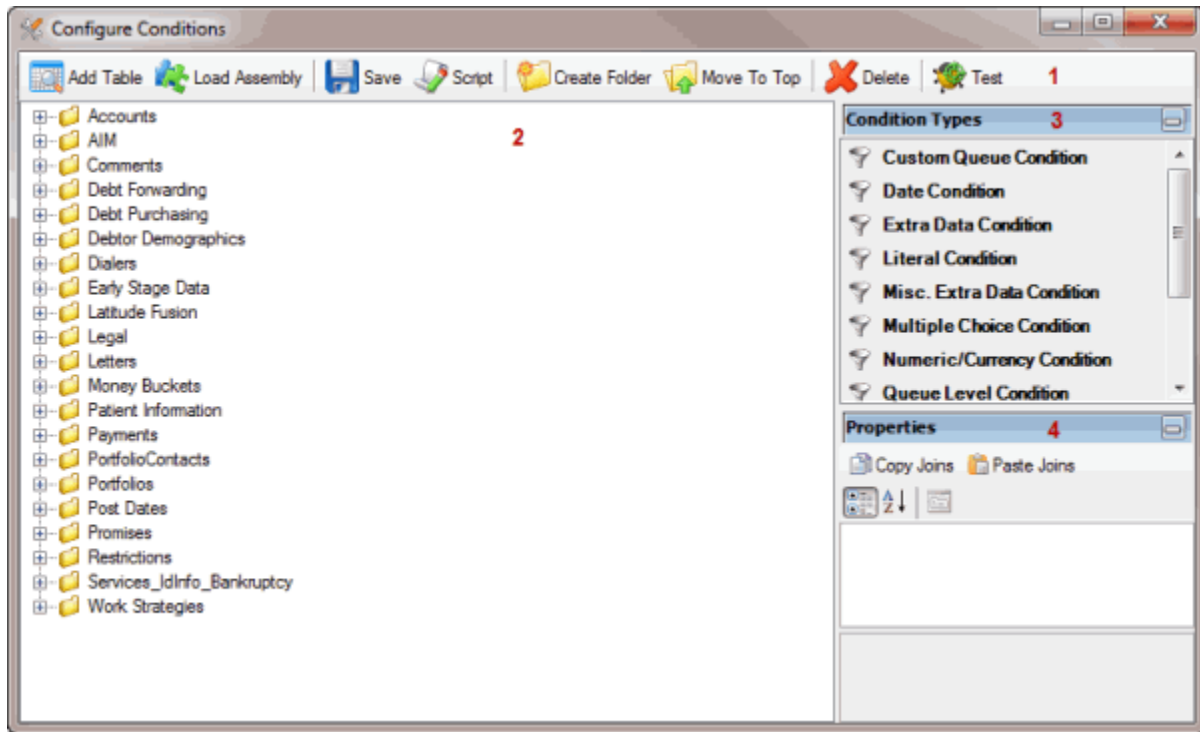 Configure Conditions
Add Table Load Assembly Save Script Create Folder Move To Top Delete Test 1
Accounts
AIM
Comments
Debt Forwarding
Debt Purchasing
Debtor Demographics
Dialers
Early Stage Data
Latitude Fusion
Legal
Letters
Money Buckets
Patient Information
Payments
PortfolioContacts
Portfolios
Post Dates
Promises
Restrictions
Services_IdInfo_Bankruptcy
Work Strategies
2
Condition Types 3
Custom Queue Condition
Date Condition
Extra Data Condition
Literal Condition
Misc. Extra Data Condition
Multiple Choice Condition
Numeric/Currency Condition
Queue Level Condition
Properties 4
Copy Joins Paste Joins
A
Z